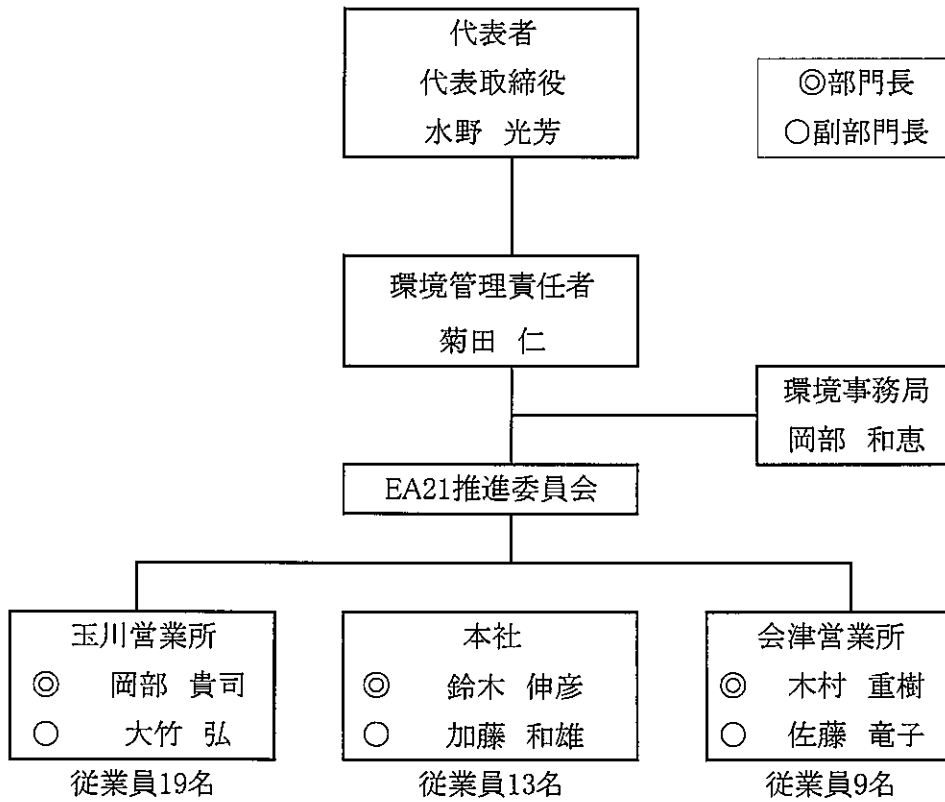 代表者
代表取締役
水野 光芳
◎部門長
○副部門長
環境管理責任者
菊田 仁
環境事務局
岡部 和恵
EA21推進委員会
玉川営業所
◎ 岡部 貴司
○ 大竹 弘
従業員19名
本社
◎ 鈴木 伸彦
○ 加藤 和雄
従業員13名
会津営業所
◎ 木村 重樹
○ 佐藤 竜子
従業員9名